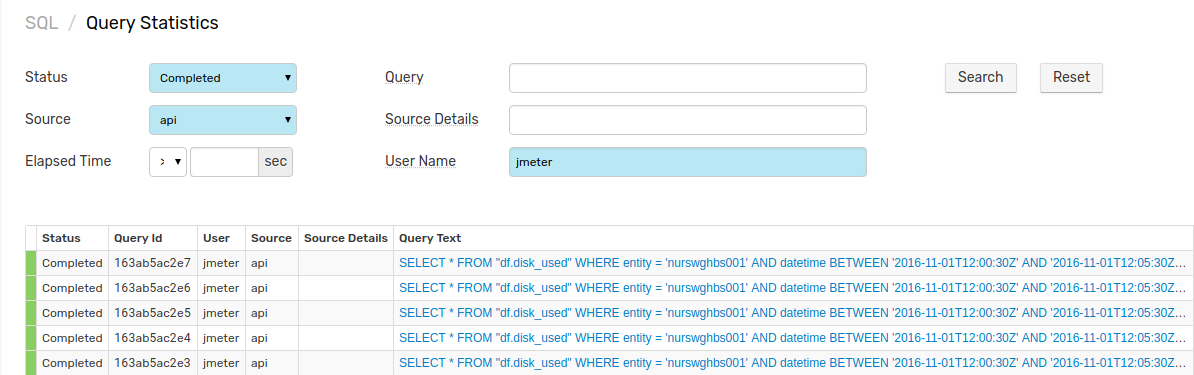 SQL / Query Statistics
Status Completed ▾ Query Search Reset
Source api ▾ Source Details
Elapsed Time > ▾ sec User Name jmeter
Status Query Id User Source Source Details Query Text
Completed 163ab5ac2e7 jmeter api SELECT * FROM "df.disk_used" WHERE entity = 'nurswghbs001' AND datetime BETWEEN '2016-11-01T12:00:30Z' AND '2016-11-01T12:05:30Z...
Completed 163ab5ac2e6 jmeter api SELECT * FROM "df.disk_used" WHERE entity = 'nurswghbs001' AND datetime BETWEEN '2016-11-01T12:00:30Z' AND '2016-11-01T12:05:30Z...
Completed 163ab5ac2e5 jmeter api SELECT * FROM "df.disk_used" WHERE entity = 'nurswghbs001' AND datetime BETWEEN '2016-11-01T12:00:30Z' AND '2016-11-01T12:05:30Z...
Completed 163ab5ac2e4 jmeter api SELECT * FROM "df.disk_used" WHERE entity = 'nurswghbs001' AND datetime BETWEEN '2016-11-01T12:00:30Z' AND '2016-11-01T12:05:30Z...
Completed 163ab5ac2e3 jmeter api SELECT * FROM "df.disk_used" WHERE entity = 'nurswghbs001' AND datetime BETWEEN '2016-11-01T12:00:30Z' AND '2016-11-01T12:05:30Z...